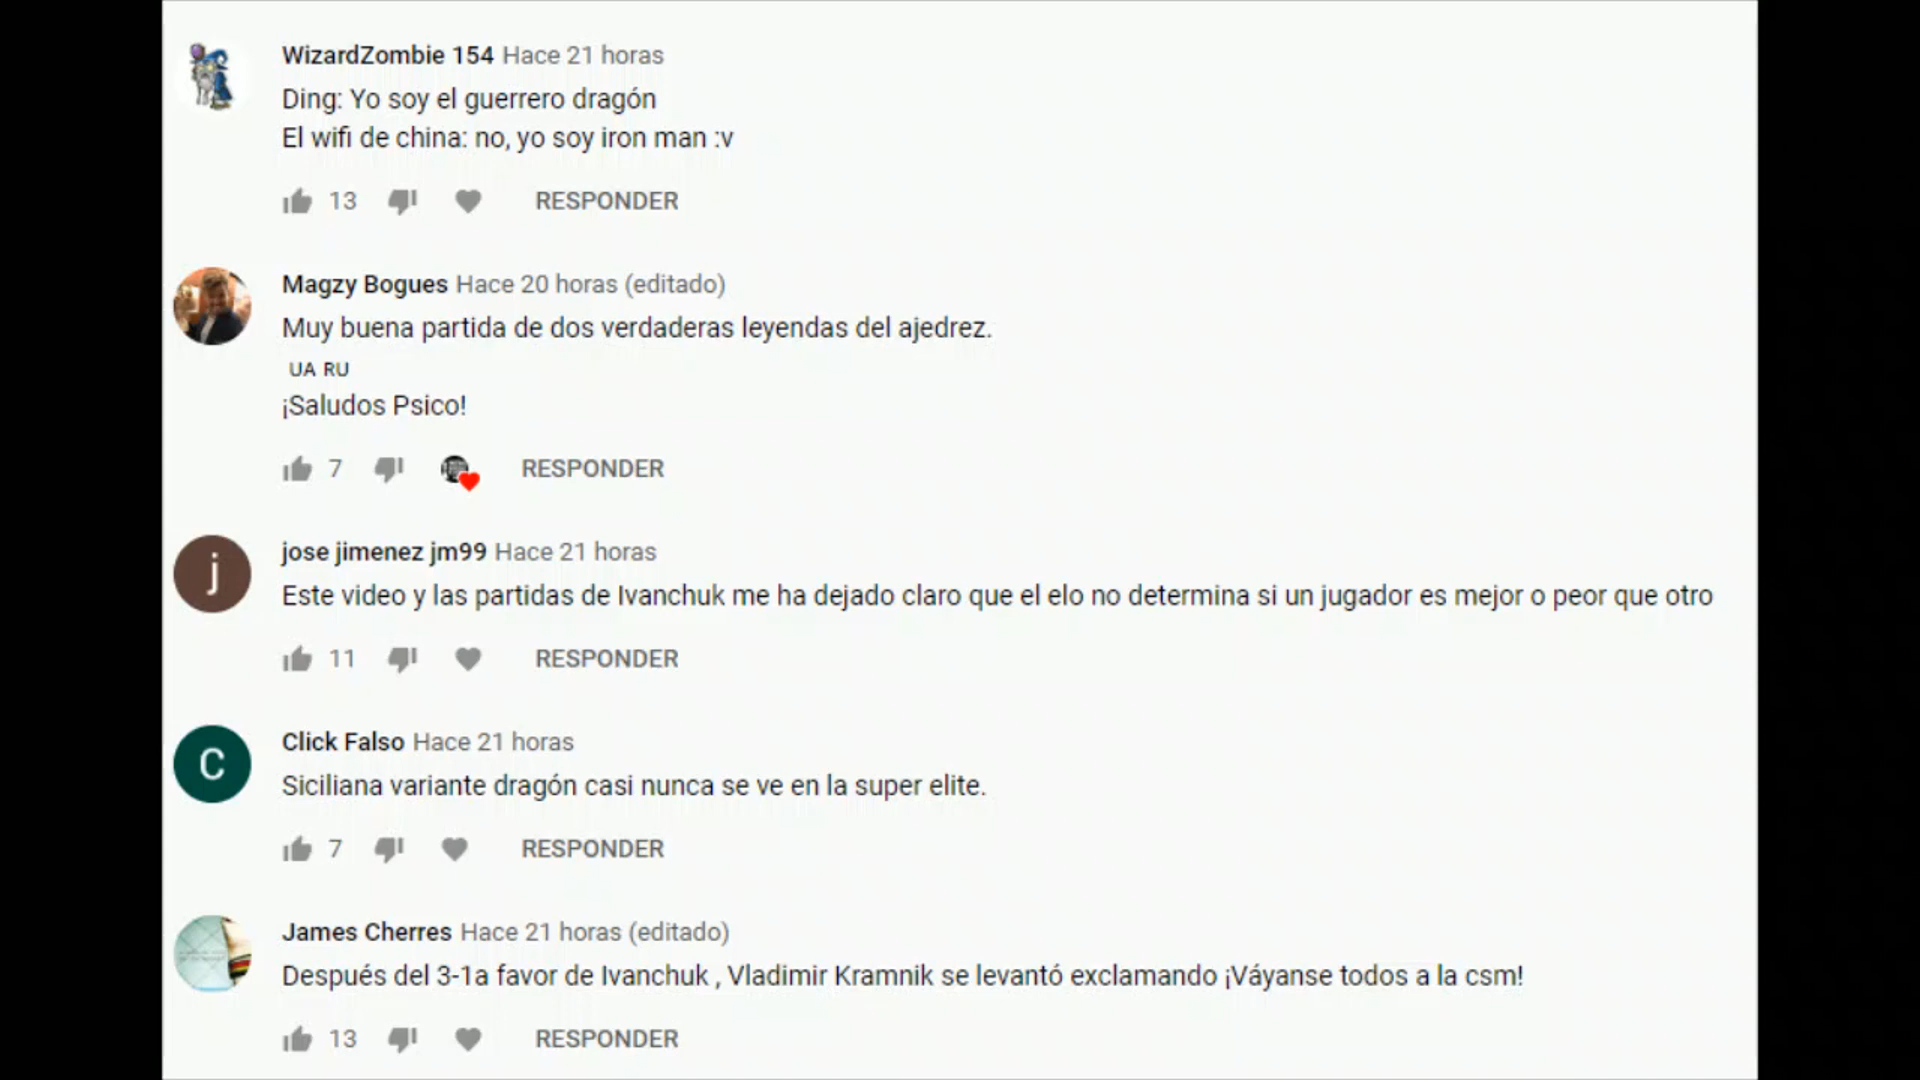 WizardZombie 154 Hace 21 horas
Ding: Yo soy el guerrero dragón
El wifi de china: no, yo soy iron man :v
13 RESPONDER
Magzy Bogues Hace 20 horas (editado)
Muy buena partida de dos verdaderas leyendas del ajedrez.
UA RU
¡Saludos Psico!
7 RESPONDER
j
jose jimenez jm99 Hace 21 horas
Este video y las partidas de Ivanchuk me ha dejado claro que el elo no determina si un jugador es mejor o peor que otro
11 RESPONDER
C
Click Falso Hace 21 horas
Siciliana variante dragón casi nunca se ve en la super elite.
7 RESPONDER
James Cherres Hace 21 horas (editado)
Después del 3-1a favor de Ivanchuk , Vladimir Kramnik se levantó exclamando ¡Váyanse todos a la csm!
13 RESPONDER